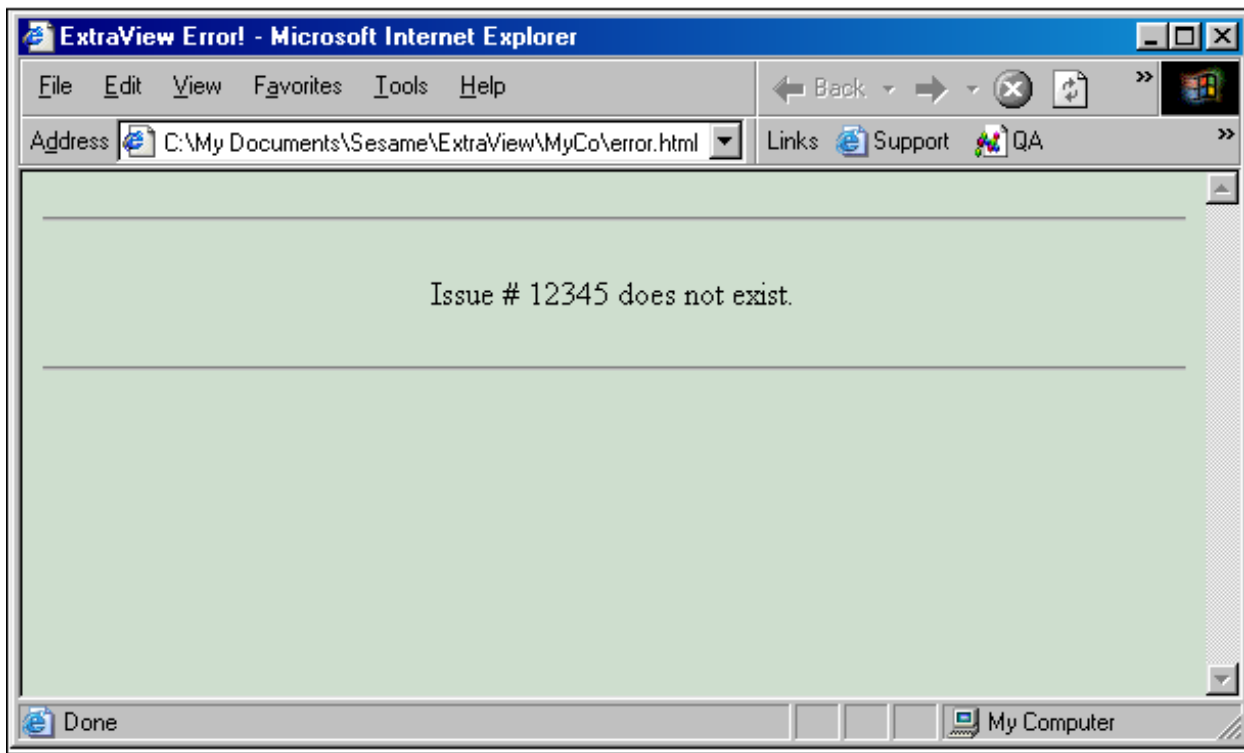 ExtraView Error! - Microsoft Internet Explorer
File Edit View Favorites Tools Help
Back
»
Address C:\My Documents\Sesame\ExtraView\MyCo\error.html
Links Support QA
»
Issue # 12345 does not exist.
Done
My Computer